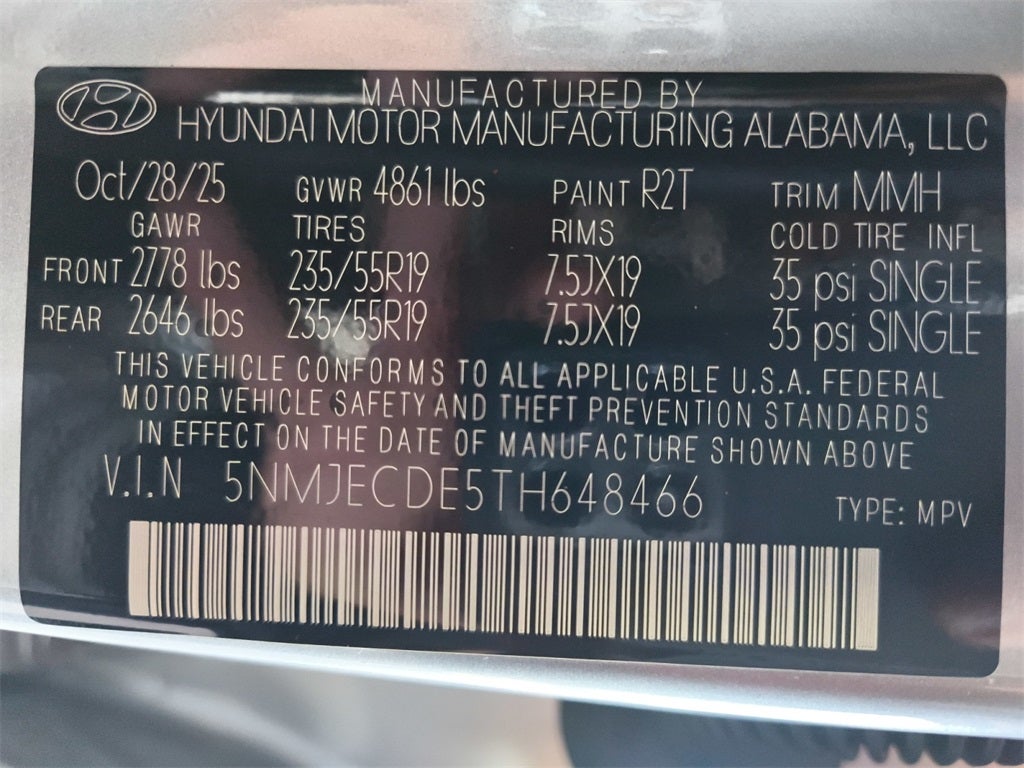 MANUFACTURED BY
HYUNDAI MOTOR MANUFACTURING ALABAMA, LLC
Oct/28/25 GVWR 4861 lbs PAINT R2T TRIM MMH
GAWR TIRES RIMS COLD TIRE INFL
FRONT 2778 lbs 235/55R19 7.5JX19 35 psi SINGLE
REAR 2646 lbs 235/55R19 7.5JX19 35 psi SINGLE
THIS VEHICLE CONFORMS TO ALL APPLICABLE U.S.A. FEDERAL
MOTOR VEHICLE SAFETY AND THEFT PREVENTION STANDARDS
IN EFFECT ON THE DATE OF MANUFACTURE SHOWN ABOVE
V.I.N 5NMJECDE5TH648466 TYPE: MPV